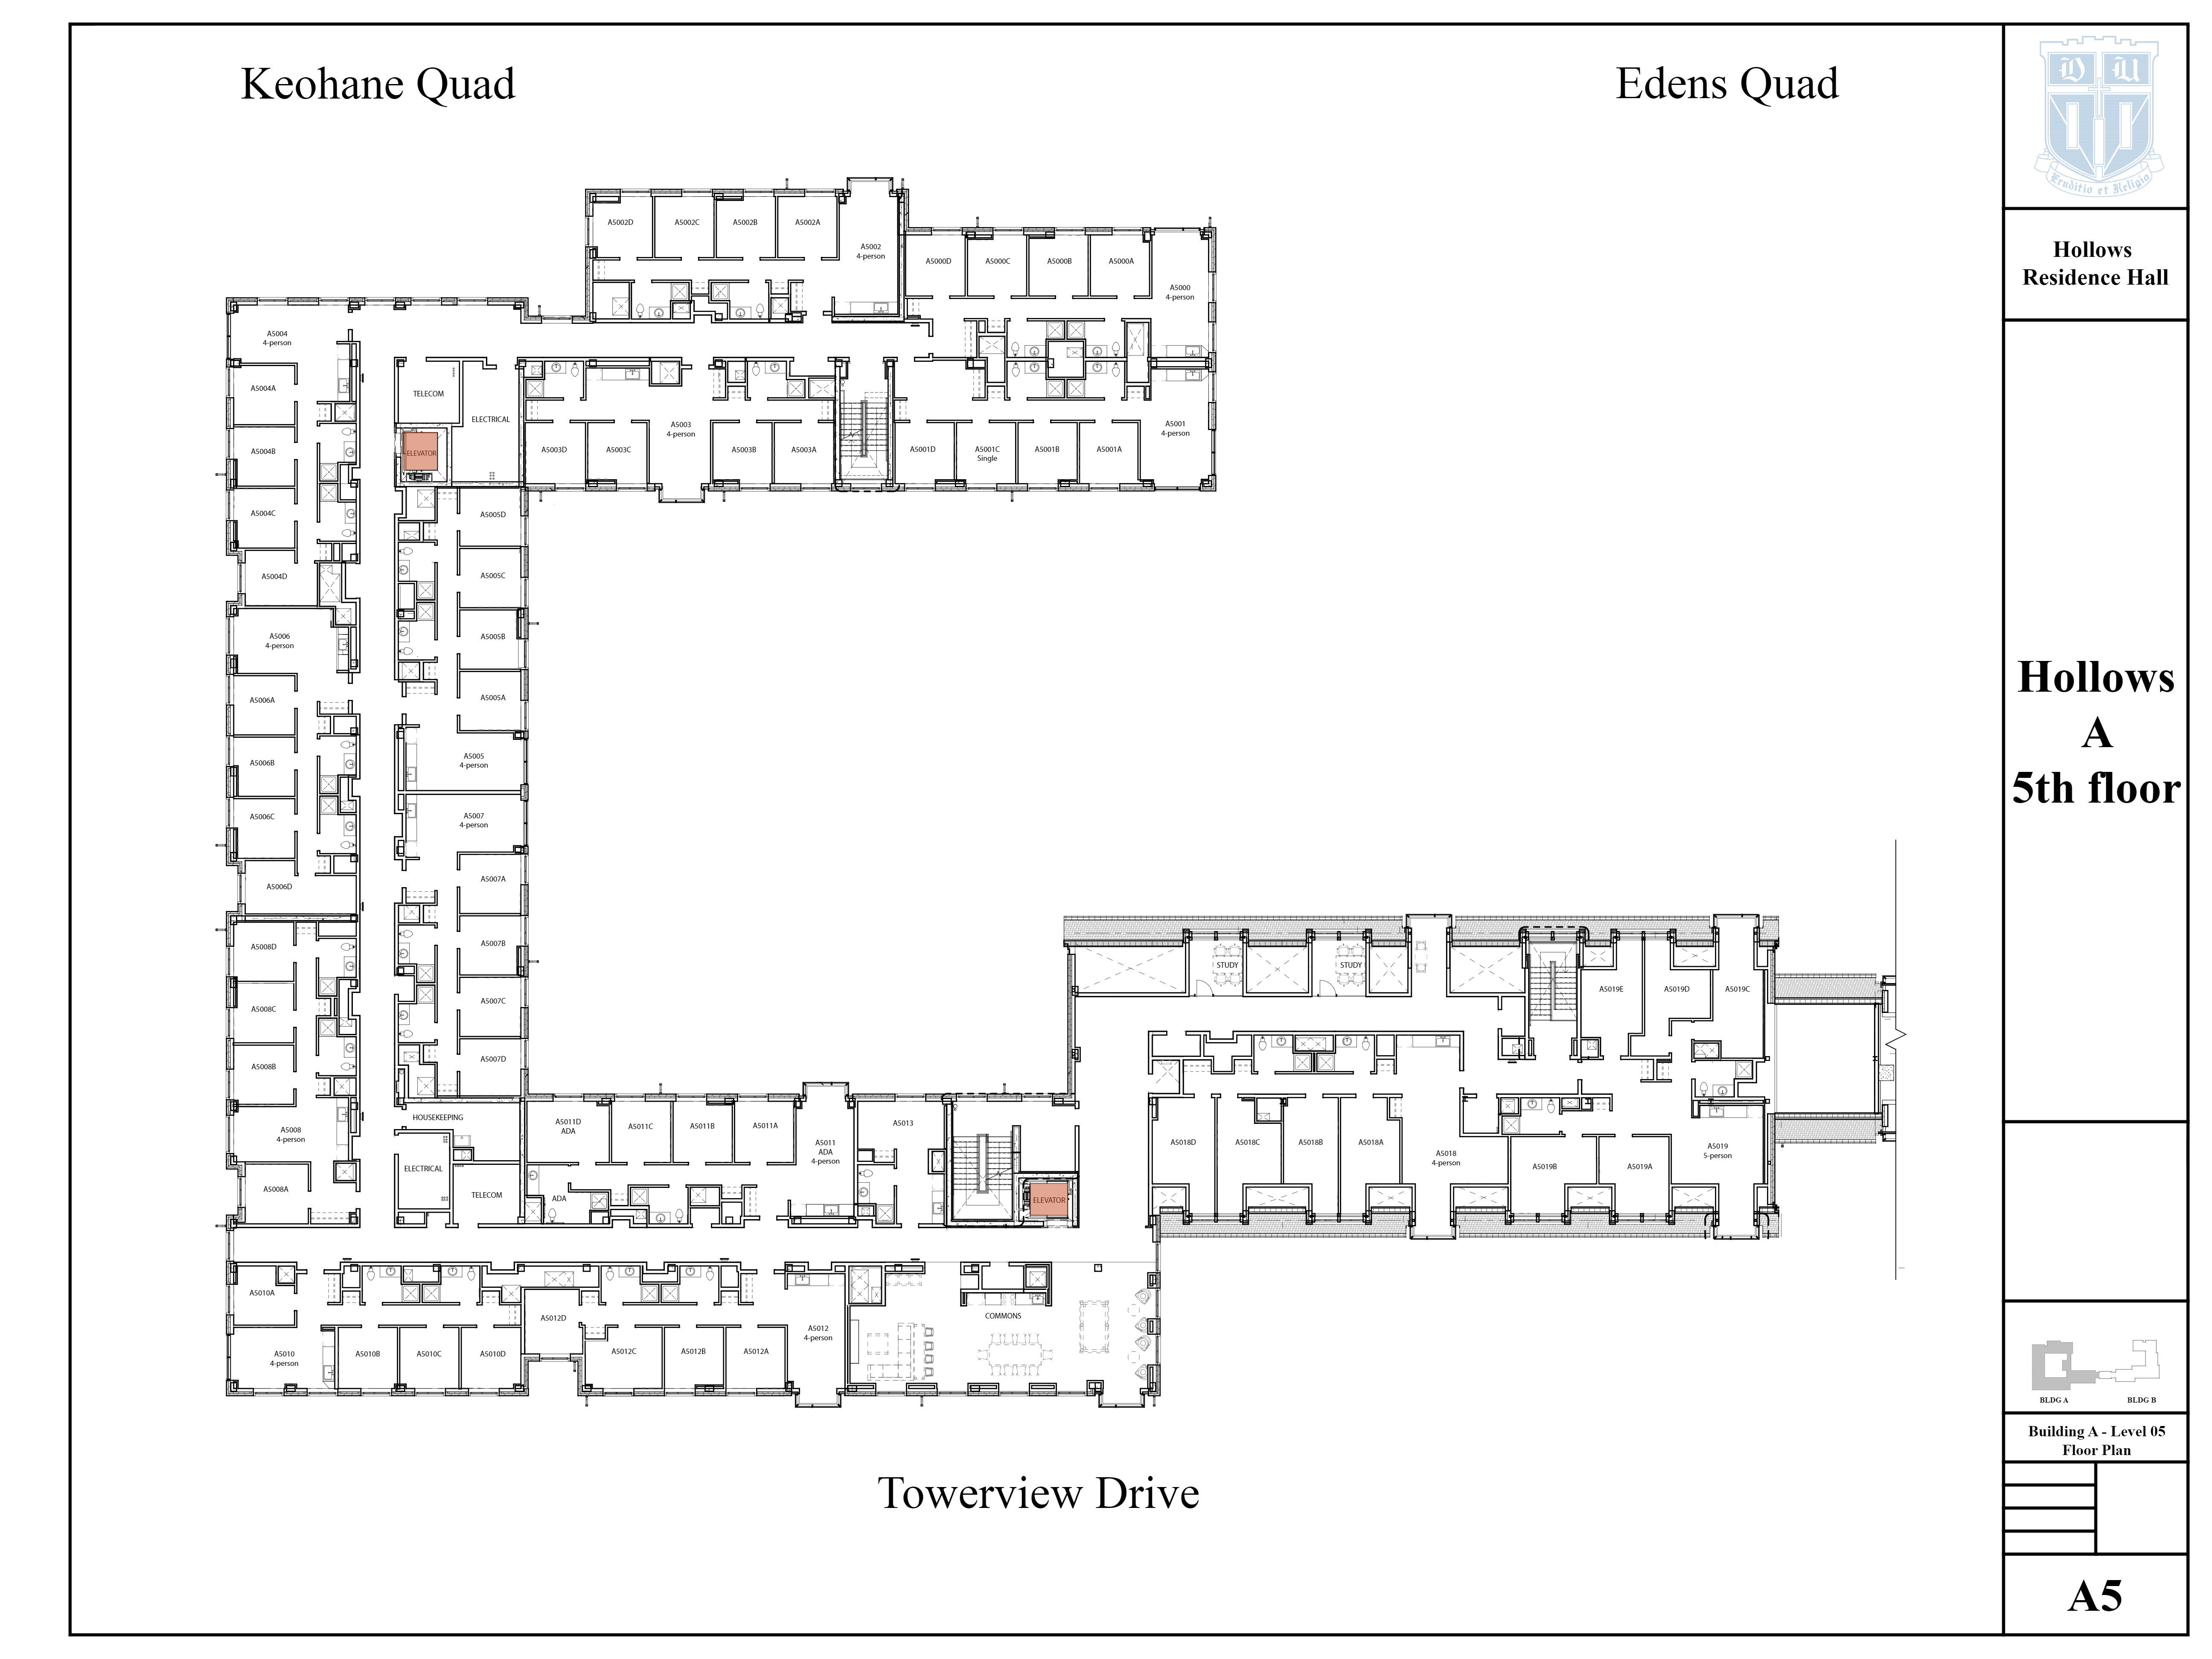 Keohane Quad
Edens Quad
A5002D
A5002C
A5002B
A5002A
A5002
4-person
A5000D
A5000C
A5000B
A5000A
A5000
4-person
A5004
4-person
A5004A
A5004B
A5004C
A5004D
TELECOM
ELECTRICAL
ELEVATOR
A5003D
A5003C
A5003
4-person
A5003B
A5003A
A5001D
A5001C
Single
A5001B
A5001A
A5001
4-person
A5005D
A5005C
A5005B
A5005A
A5005
4-person
A5006
4-person
A5006A
A5006B
A5006C
A5006D
A5007
4-person
A5007A
A5007B
A5007C
A5007D
A5008D
A5008C
A5008B
A5008
4-person
A5008A
HOUSEKEEPING
ELECTRICAL
TELECOM
A5011D
ADA
A5011C
A5011B
A5011A
A5011
ADA
4-person
ADA
A5013
ELEVATOR
STUDY
STUDY
A5019E
A5019D
A5019C
A5018D
A5018C
A5018B
A5018A
A5018
4-person
A5019B
A5019A
A5019
5-person
A5010A
A5010
4-person
A5010B
A5010C
A5010D
A5012D
A5012C
A5012B
A5012A
A5012
4-person
COMMONS
Towerview Drive
D U
Eruditio et Religio
Hollows
Residence Hall
Hollows
A
5th floor
BLDG A
BLDG B
Building A - Level 05
Floor Plan
A5